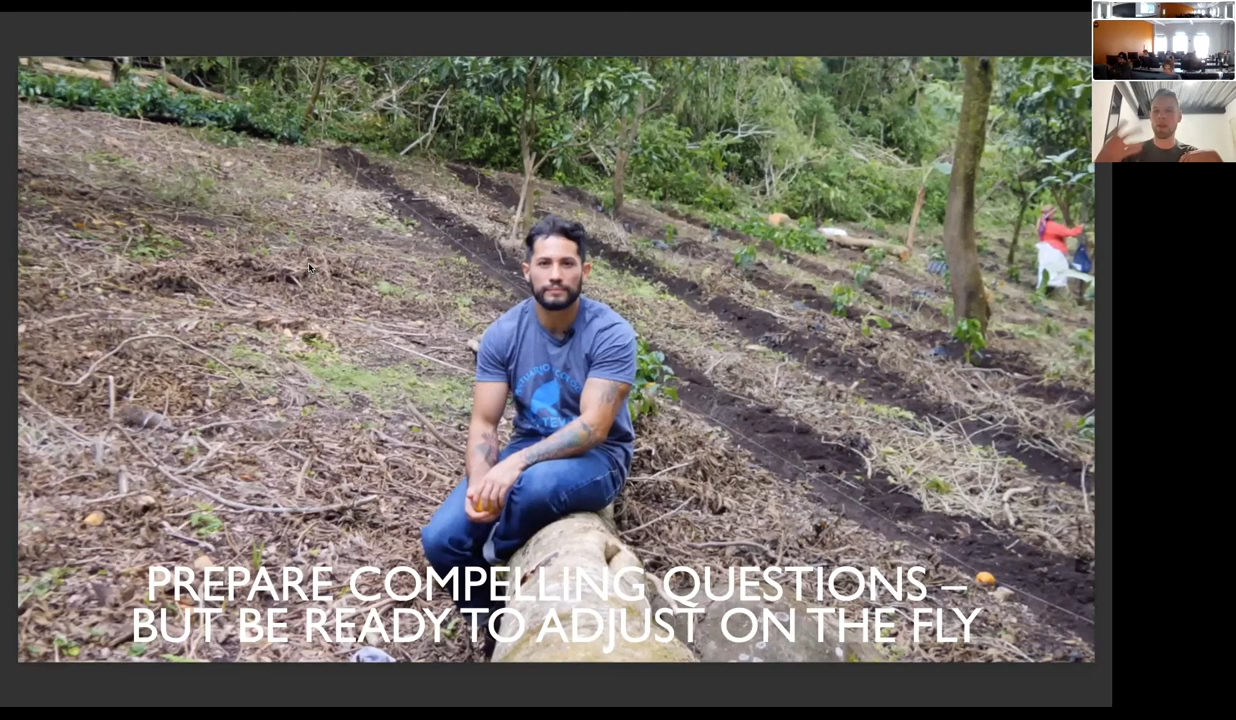 PREPARE COMPELLING QUESTIONS –
BUT BE READY TO ADJUST ON THE FLY